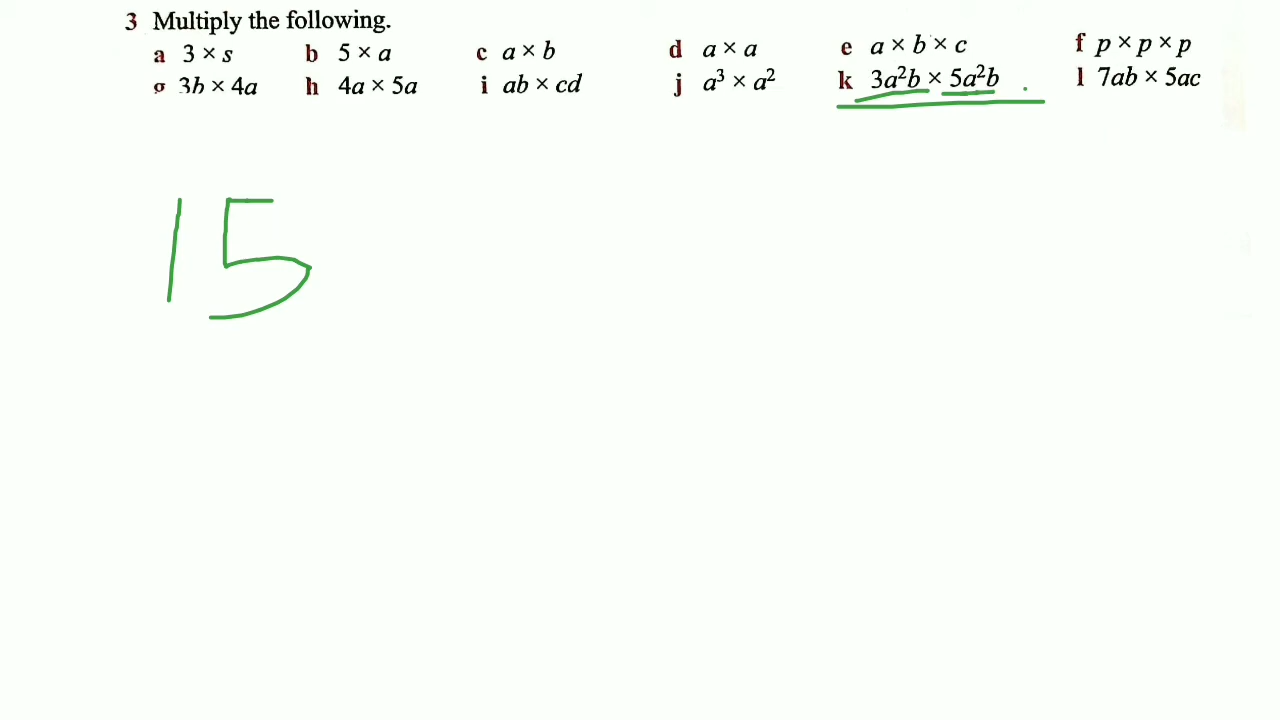 3 Multiply the following.
a 3 × s b 5 × a c a × b d a × a e a × b × c f p × p × p
g 3b × 4a h 4a × 5a i ab × cd j a³ × a² k 3a²b × 5a²b l 7ab × 5ac
15